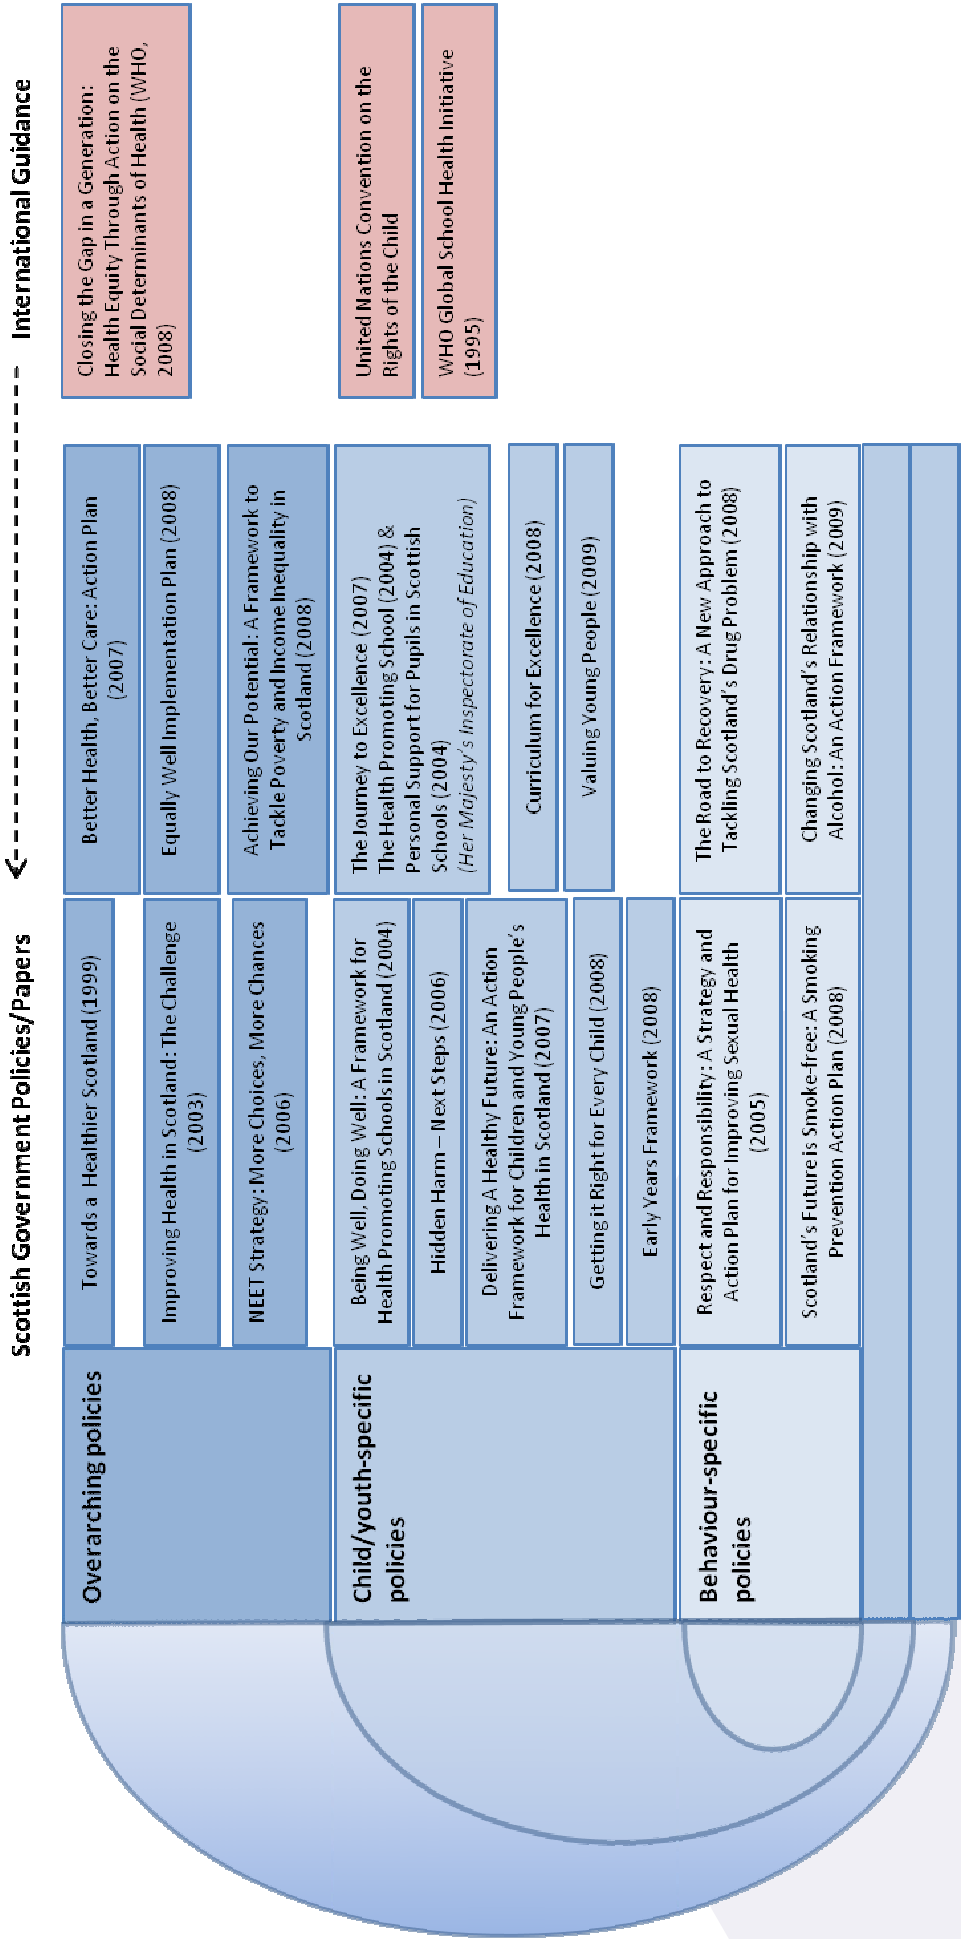 Scottish Government Policies/Papers
International Guidance
Overarching policies
Towards a Healthier Scotland (1999)
Better Health, Better Care: Action Plan
(2007)
Closing the Gap in a Generation:
Health Equity Through Action on the
Social Determinants of Health (WHO,
2008)
Improving Health in Scotland: The Challenge
(2003)
Equally Well Implementation Plan (2008)
NEET Strategy: More Choices, More Chances
(2006)
Achieving Our Potential: A Framework to
Tackle Poverty and Income Inequality in
Scotland (2008)
Child/youth-specific
policies
Being Well, Doing Well: A Framework for
Health Promoting Schools in Scotland (2004)
Hidden Harm – Next Steps (2006)
Delivering A Healthy Future: An Action
Framework for Children and Young People's
Health in Scotland (2007)
Getting it Right for Every Child (2008)
Early Years Framework (2008)
The Journey to Excellence (2007)
The Health Promoting School (2004) &
Personal Support for Pupils in Scottish
Schools (2004)
(Her Majesty's Inspectorate of Education)
Curriculum for Excellence (2008)
Valuing Young People (2009)
United Nations Convention on the
Rights of the Child
WHO Global School Health Initiative
(1995)
Behaviour-specific
policies
Respect and Responsibility: A Strategy and
Action Plan for Improving Sexual Health
(2005)
The Road to Recovery: A New Approach to
Tackling Scotland's Drug Problem (2008)
Scotland's Future is Smoke-free: A Smoking
Prevention Action Plan (2008)
Changing Scotland's Relationship with
Alcohol: An Action Framework (2009)